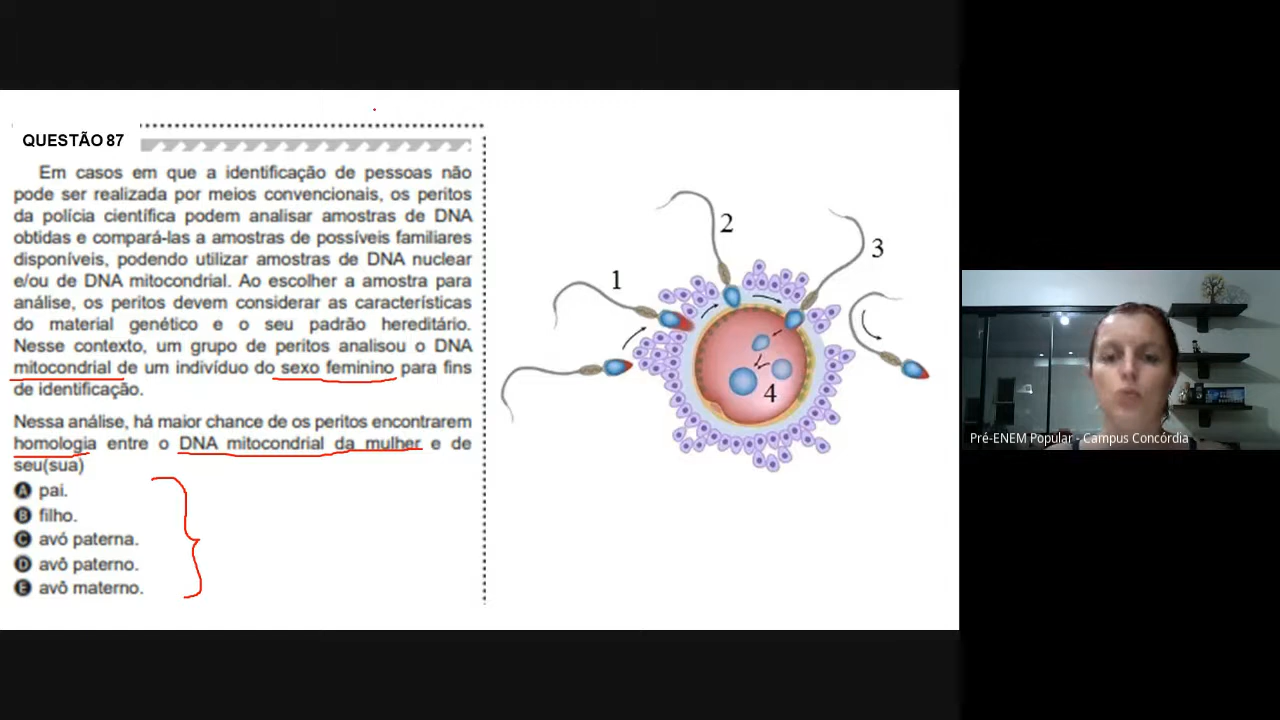 QUESTÃO 87
Em casos em que a identificação de pessoas não
pode ser realizada por meios convencionais, os peritos
da polícia científica podem analisar amostras de DNA
obtidas e compará-las a amostras de possíveis familiares
disponíveis, podendo utilizar amostras de DNA nuclear
e/ou de DNA mitocondrial. Ao escolher a amostra para
análise, os peritos devem considerar as características
do material genético e o seu padrão hereditário.
Nesse contexto, um grupo de peritos analisou o DNA
mitocondrial de um indivíduo do sexo feminino para fins
de identificação.
Nessa análise, há maior chance de os peritos encontrarem
homologia entre o DNA mitocondrial da mulher e de
seu(sua)
A pai.
B filho.
C avó paterna.
D avô paterno.
E avô materno.
1
2
3
4
Pré-ENEM Popular - Campus Concórdia